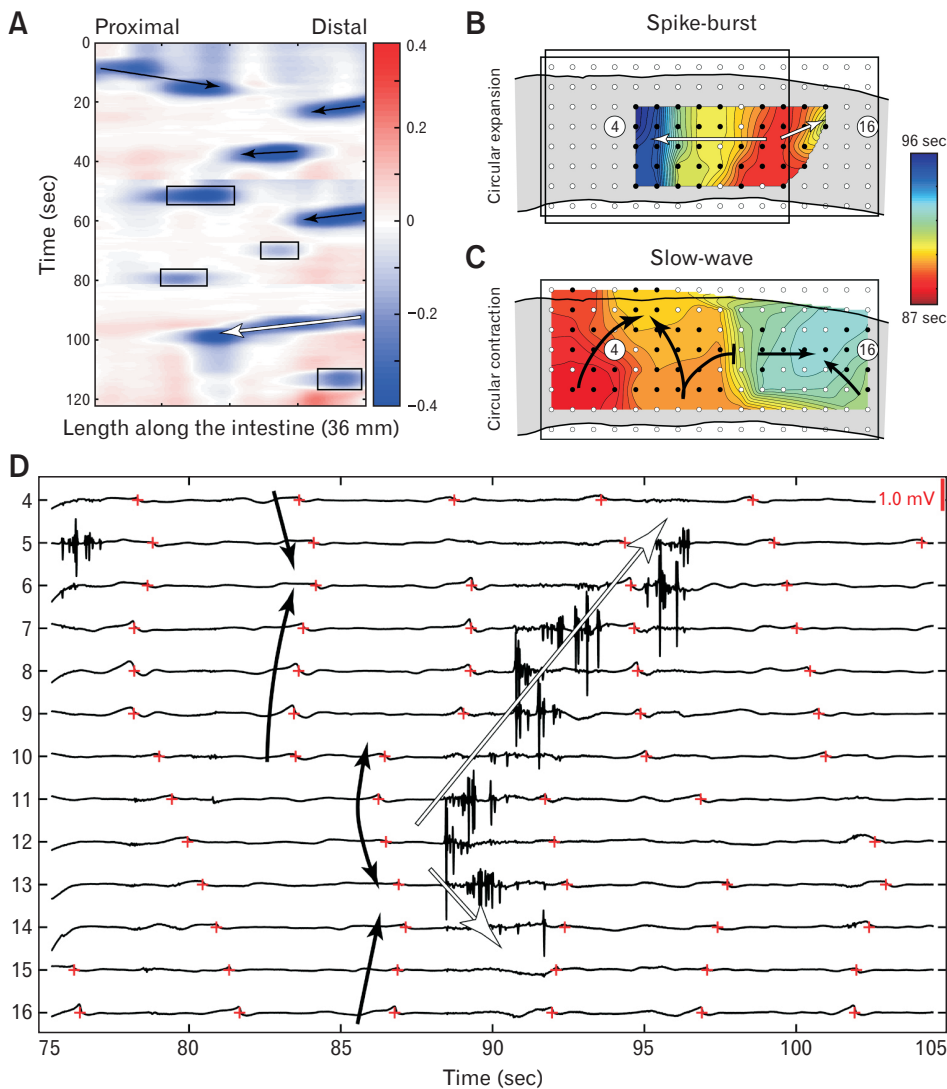 A
Proximal Distal
0
20
40
60
80
100
120
Time (sec)
Length along the intestine (36 mm)
0.4
0.2
0
−0.2
−0.4
B
Spike-burst
Circular expansion
4
16
C
Slow-wave
Circular contraction
4
16
96 sec
87 sec
D
1.0 mV
4
5
6
7
8
9
10
11
12
13
14
15
16
75 80 85 90 95 100 105
Time (sec)